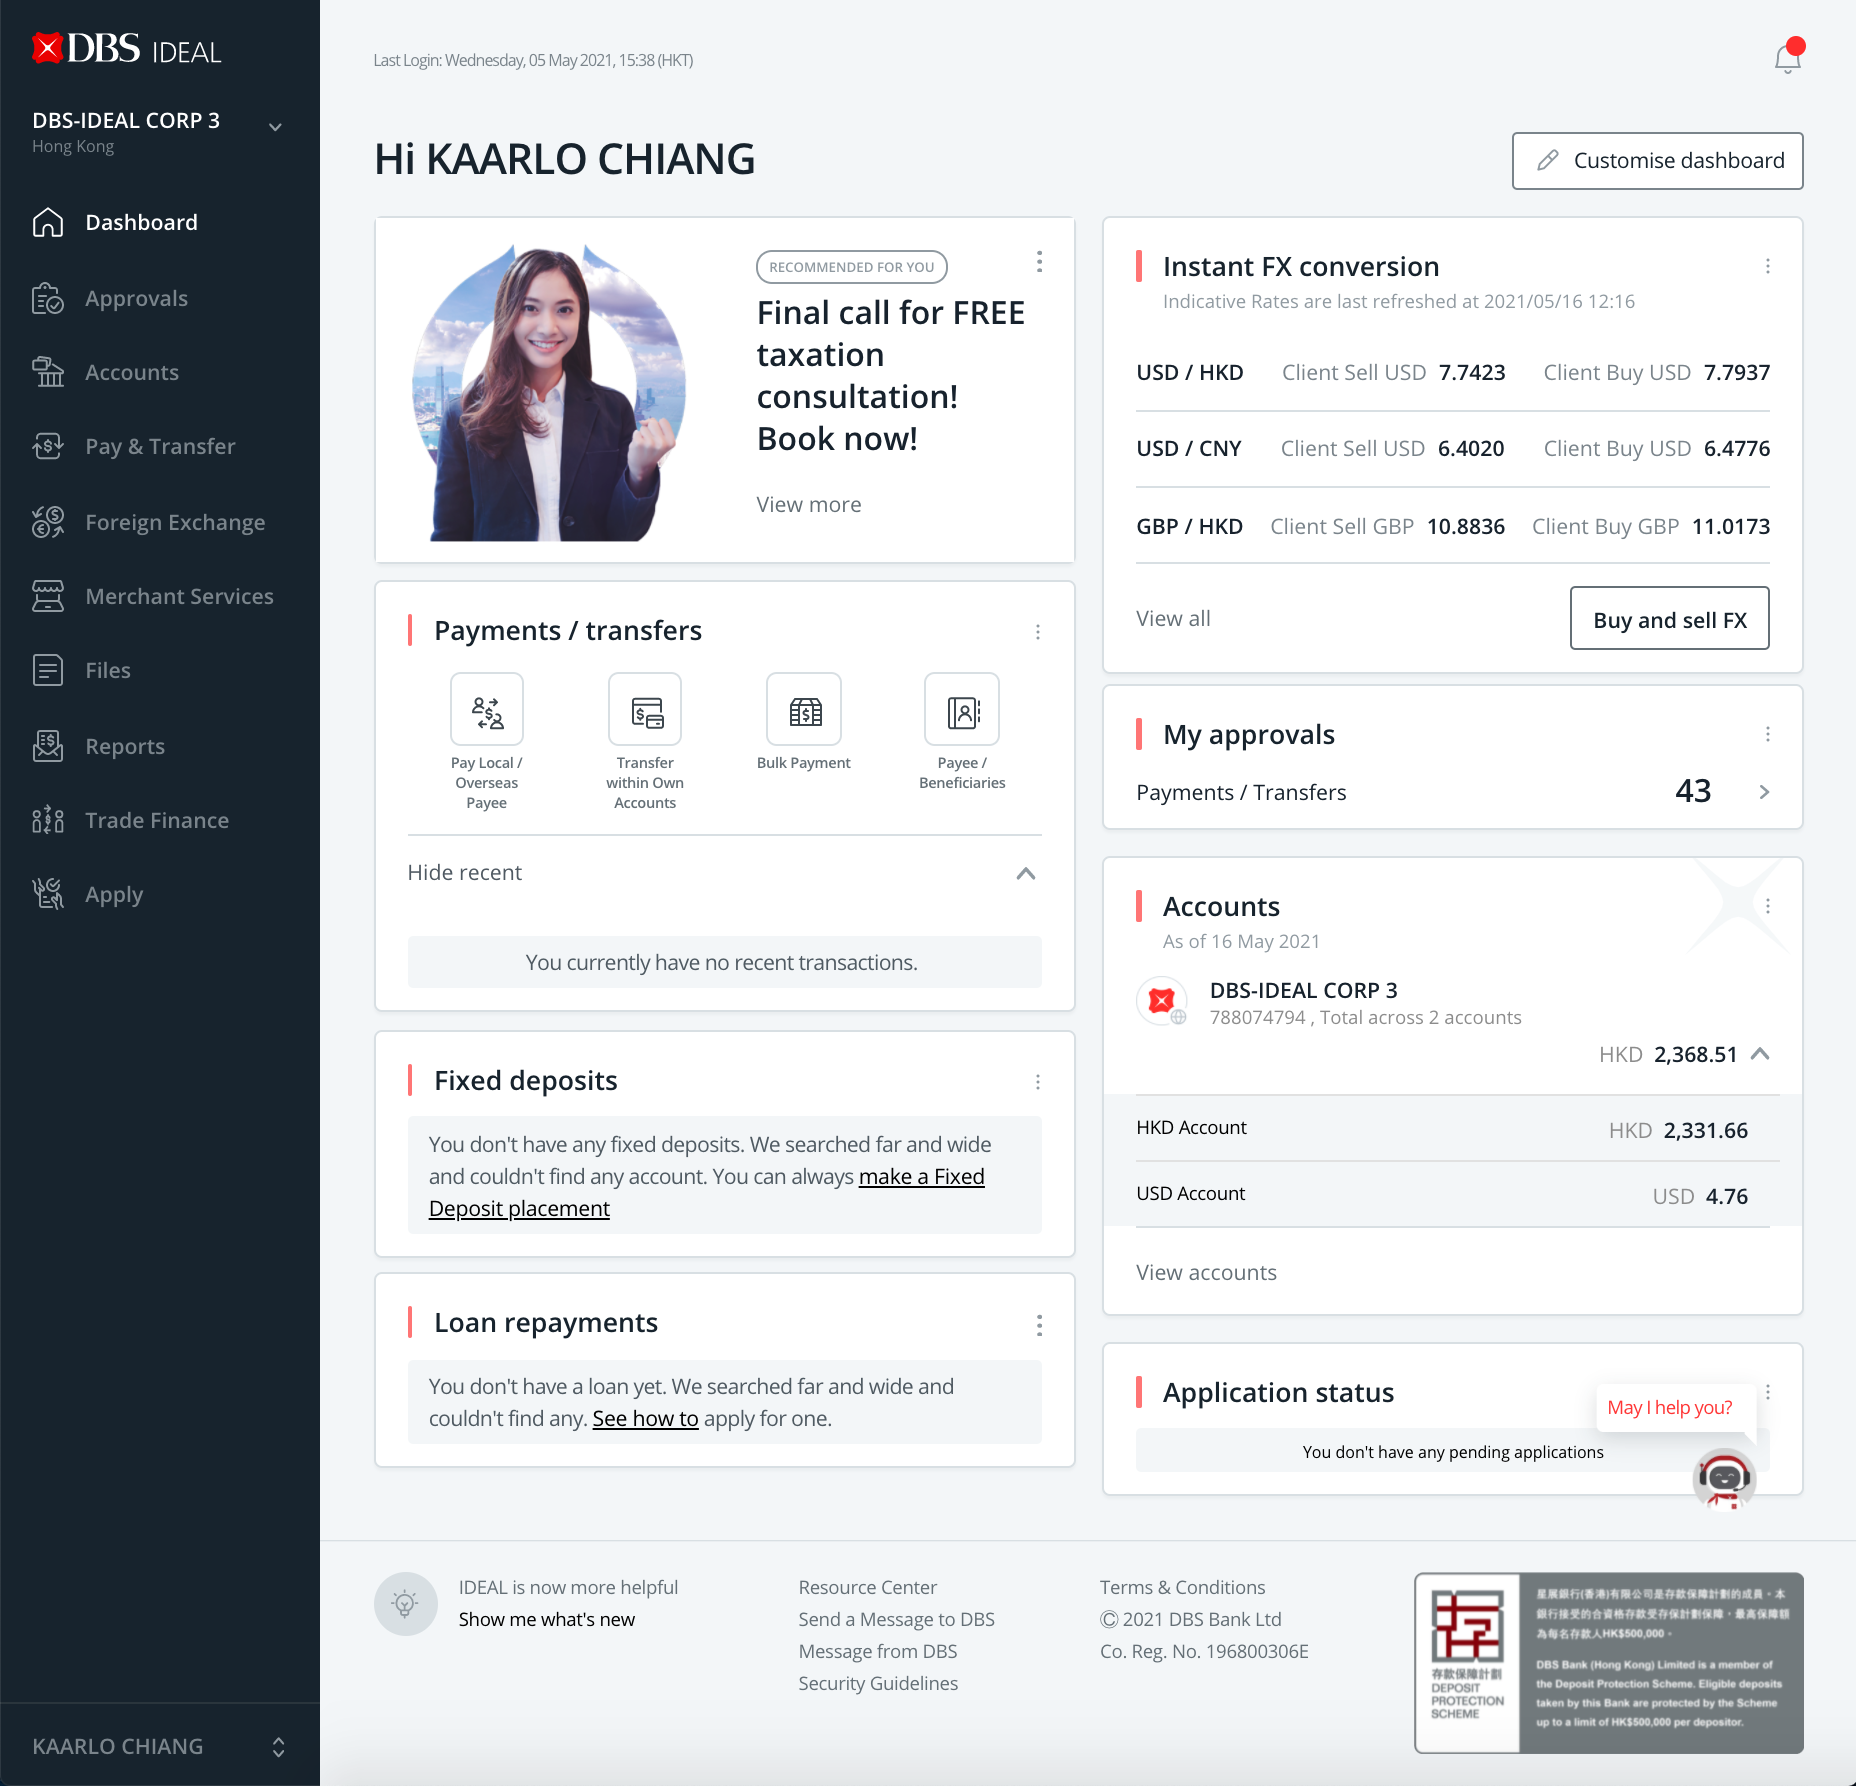 DBS IDEAL
DBS-IDEAL CORP 3
Hong Kong
Dashboard
Approvals
Accounts
Pay & Transfer
Foreign Exchange
Merchant Services
Files
Reports
Trade Finance
Apply
KAARLO CHIANG
Last Login: Wednesday, 05 May 2021, 15:38 (HKT)
Hi KAARLO CHIANG
Customise dashboard
RECOMMENDED FOR YOU
Final call for FREE
taxation
consultation!
Book now!
View more
Payments / transfers
Pay Local /
Overseas
Payee
Transfer
within Own
Accounts
Bulk Payment
Payee /
Beneficiaries
Hide recent
You currently have no recent transactions.
Fixed deposits
You don't have any fixed deposits. We searched far and wide
and couldn't find any account. You can always make a Fixed
Deposit placement
Loan repayments
You don't have a loan yet. We searched far and wide and
couldn't find any. See how to apply for one.
Instant FX conversion
Indicative Rates are last refreshed at 2021/05/16 12:16
USD / HKD Client Sell USD 7.7423 Client Buy USD 7.7937
USD / CNY Client Sell USD 6.4020 Client Buy USD 6.4776
GBP / HKD Client Sell GBP 10.8836 Client Buy GBP 11.0173
View all
Buy and sell FX
My approvals
Payments / Transfers 43
Accounts
As of 16 May 2021
DBS-IDEAL CORP 3
788074794 , Total across 2 accounts
HKD 2,368.51
HKD Account HKD 2,331.66
USD Account USD 4.76
View accounts
Application status
May I help you?
You don't have any pending applications
IDEAL is now more helpful
Show me what's new
Resource Center
Send a Message to DBS
Message from DBS
Security Guidelines
Terms & Conditions
© 2021 DBS Bank Ltd
Co. Reg. No. 196800306E
存款保障計劃
DEPOSIT
PROTECTION
SCHEME
星展銀行(香港)有限公司是存款保障計劃的成員。本
銀行接受的合資格存款受存保計劃保障，最高保障額
為每名存款人HK$500,000。
DBS Bank (Hong Kong) Limited is a member of
the Deposit Protection Scheme. Eligible deposits
taken by this Bank are protected by the Scheme
up to a limit of HK$500,000 per depositor.